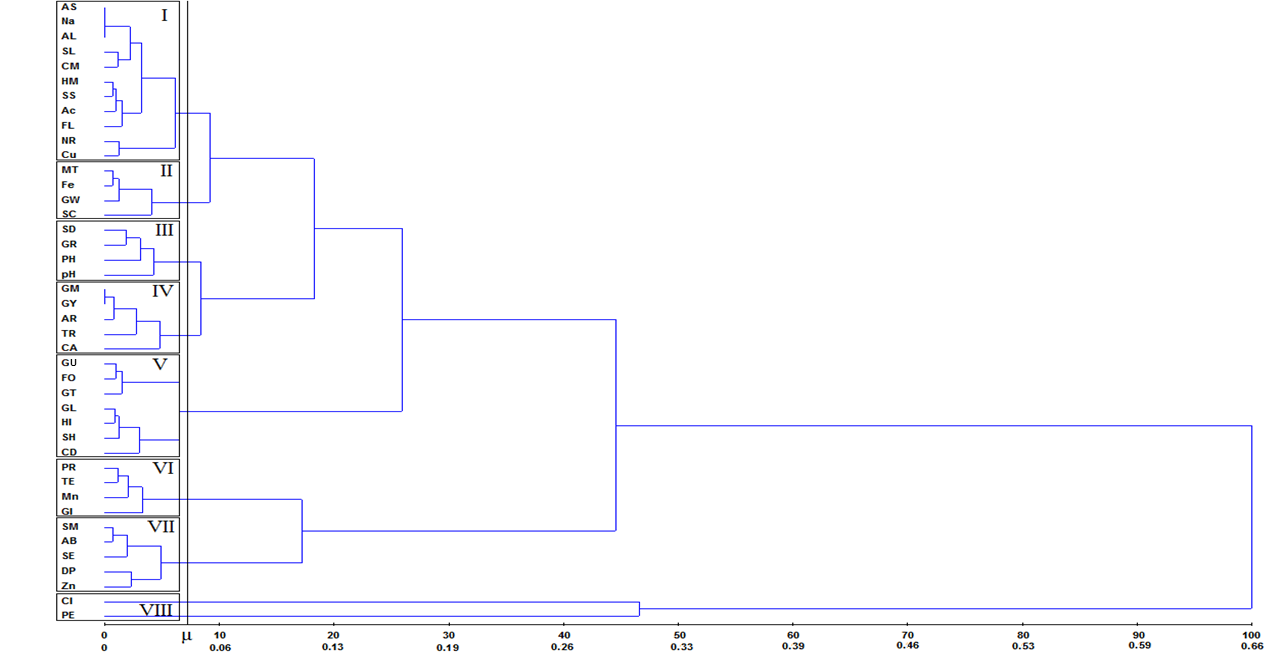 AS I
Na
AL
SL
CM
HM
SS
Ac
FL
NR
Cu
MT II
Fe
GW
SC
SD III
GR
PH
pH
GM IV
GY
AR
TR
CA
GU V
FO
GT
GL
HI
SH
CD
PR VI
TE
Mn
GI
SM VII
AB
SE
DP
Zn
CI
PE VIII
0 μ 10 20 30 40 50 60 70 80 90 100
0 0.06 0.13 0.19 0.26 0.33 0.39 0.46 0.53 0.59 0.66